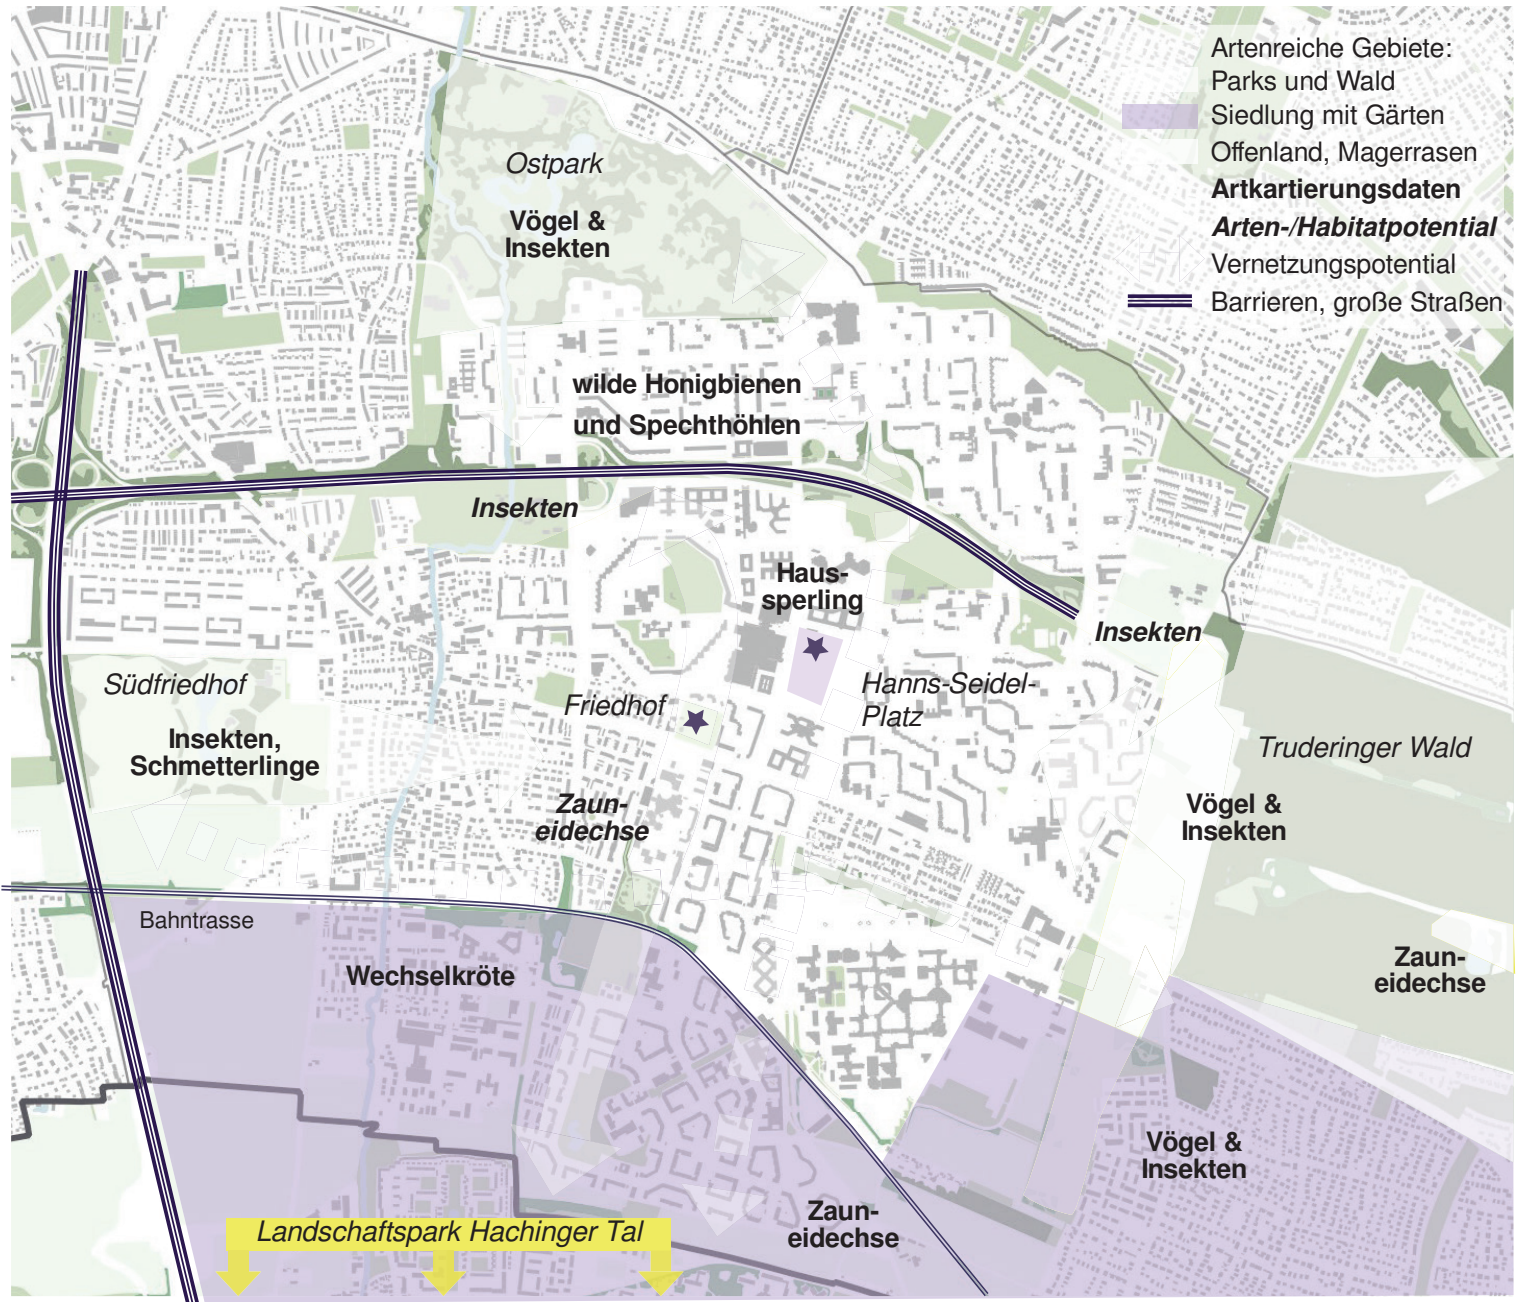 Artenreiche Gebiete:
Parks und Wald
Siedlung mit Gärten
Offenland, Magerrasen
Artkartierungsdaten
Arten-/Habitatpotential
Vernetzungspotential
Barrieren, große Straßen
Ostpark
Vögel &
Insekten
wilde Honigbienen
und Spechthöhlen
Insekten
Haus-
sperling
Insekten
Südfriedhof
Insekten,
Schmetterlinge
Friedhof
Hanns-Seidel-
Platz
Truderinger Wald
Zaun-
eidechse
Vögel &
Insekten
Bahntrasse
Wechselkröte
Zaun-
eidechse
Vögel &
Insekten
Zaun-
eidechse
Landschaftspark Hachinger Tal